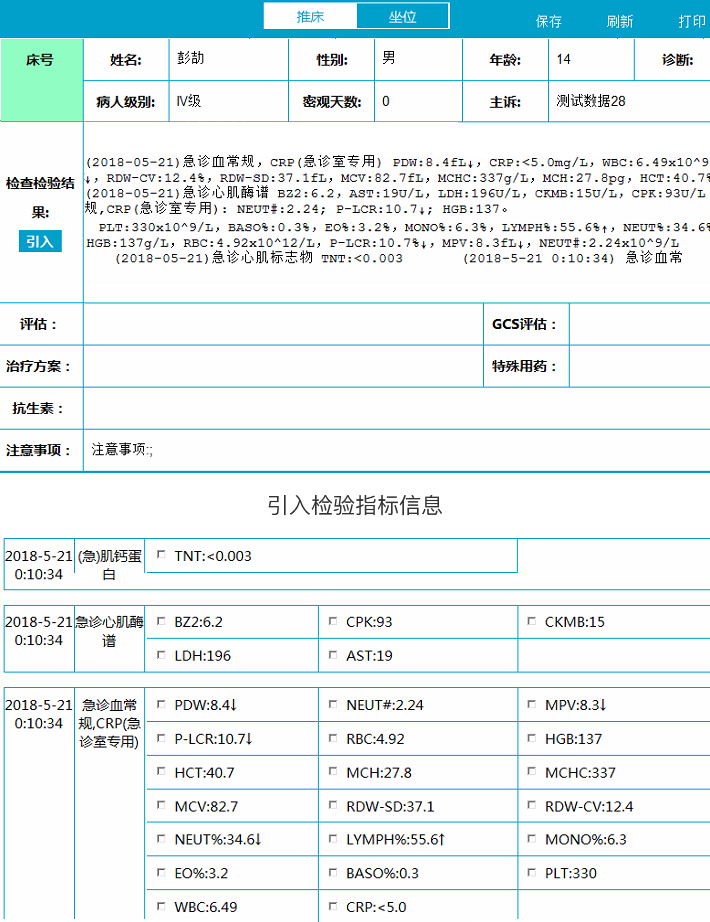 推床 坐位 保存 刷新 打印
床号 姓名: 彭劼 性别: 男 年龄: 14 诊断:
病人级别: Ⅳ级 密观天数: 0 主诉: 测试数据28
检查检验结果:
引入
(2018-05-21)急诊血常规，CRP(急诊室专用) PDW:8.4fL↓，CRP:<5.0mg/L，WBC:6.49x10^9
↓，RDW-CV:12.4%，RDW-SD:37.1fL，MCV:82.7fL，MCHC:337g/L，MCH:27.8pg，HCT:40.7%
(2018-05-21)急诊心肌酶谱 BZ2:6.2，AST:19U/L，LDH:196U/L，CKMB:15U/L，CPK:93U/L
规,CRP(急诊室专用): NEUT#:2.24; P-LCR:10.7↓; HGB:137。
PLT:330x10^9/L，BASO%:0.3%，EO%:3.2%，MONO%:6.3%，LYMPH%:55.6%↑，NEUT%:34.6%
HGB:137g/L，RBC:4.92x10^12/L，P-LCR:10.7%↓，MPV:8.3fL↓，NEUT#:2.24x10^9/L
(2018-05-21)急诊心肌标志物 TNT:<0.003 (2018-5-21 0:10:34) 急诊血常
评估： GCS评估：
治疗方案： 特殊用药：
抗生素：
注意事项： 注意事项:;
引入检验指标信息
2018-5-21 0:10:34 (急)肌钙蛋白 TNT:<0.003
2018-5-21 0:10:34 急诊心肌酶谱 BZ2:6.2 CPK:93 CKMB:15
LDH:196 AST:19
2018-5-21 0:10:34 急诊血常规,CRP(急诊室专用) PDW:8.4↓ NEUT#:2.24 MPV:8.3↓
P-LCR:10.7↓ RBC:4.92 HGB:137
HCT:40.7 MCH:27.8 MCHC:337
MCV:82.7 RDW-SD:37.1 RDW-CV:12.4
NEUT%:34.6↓ LYMPH%:55.6↑ MONO%:6.3
EO%:3.2 BASO%:0.3 PLT:330
WBC:6.49 CRP:<5.0